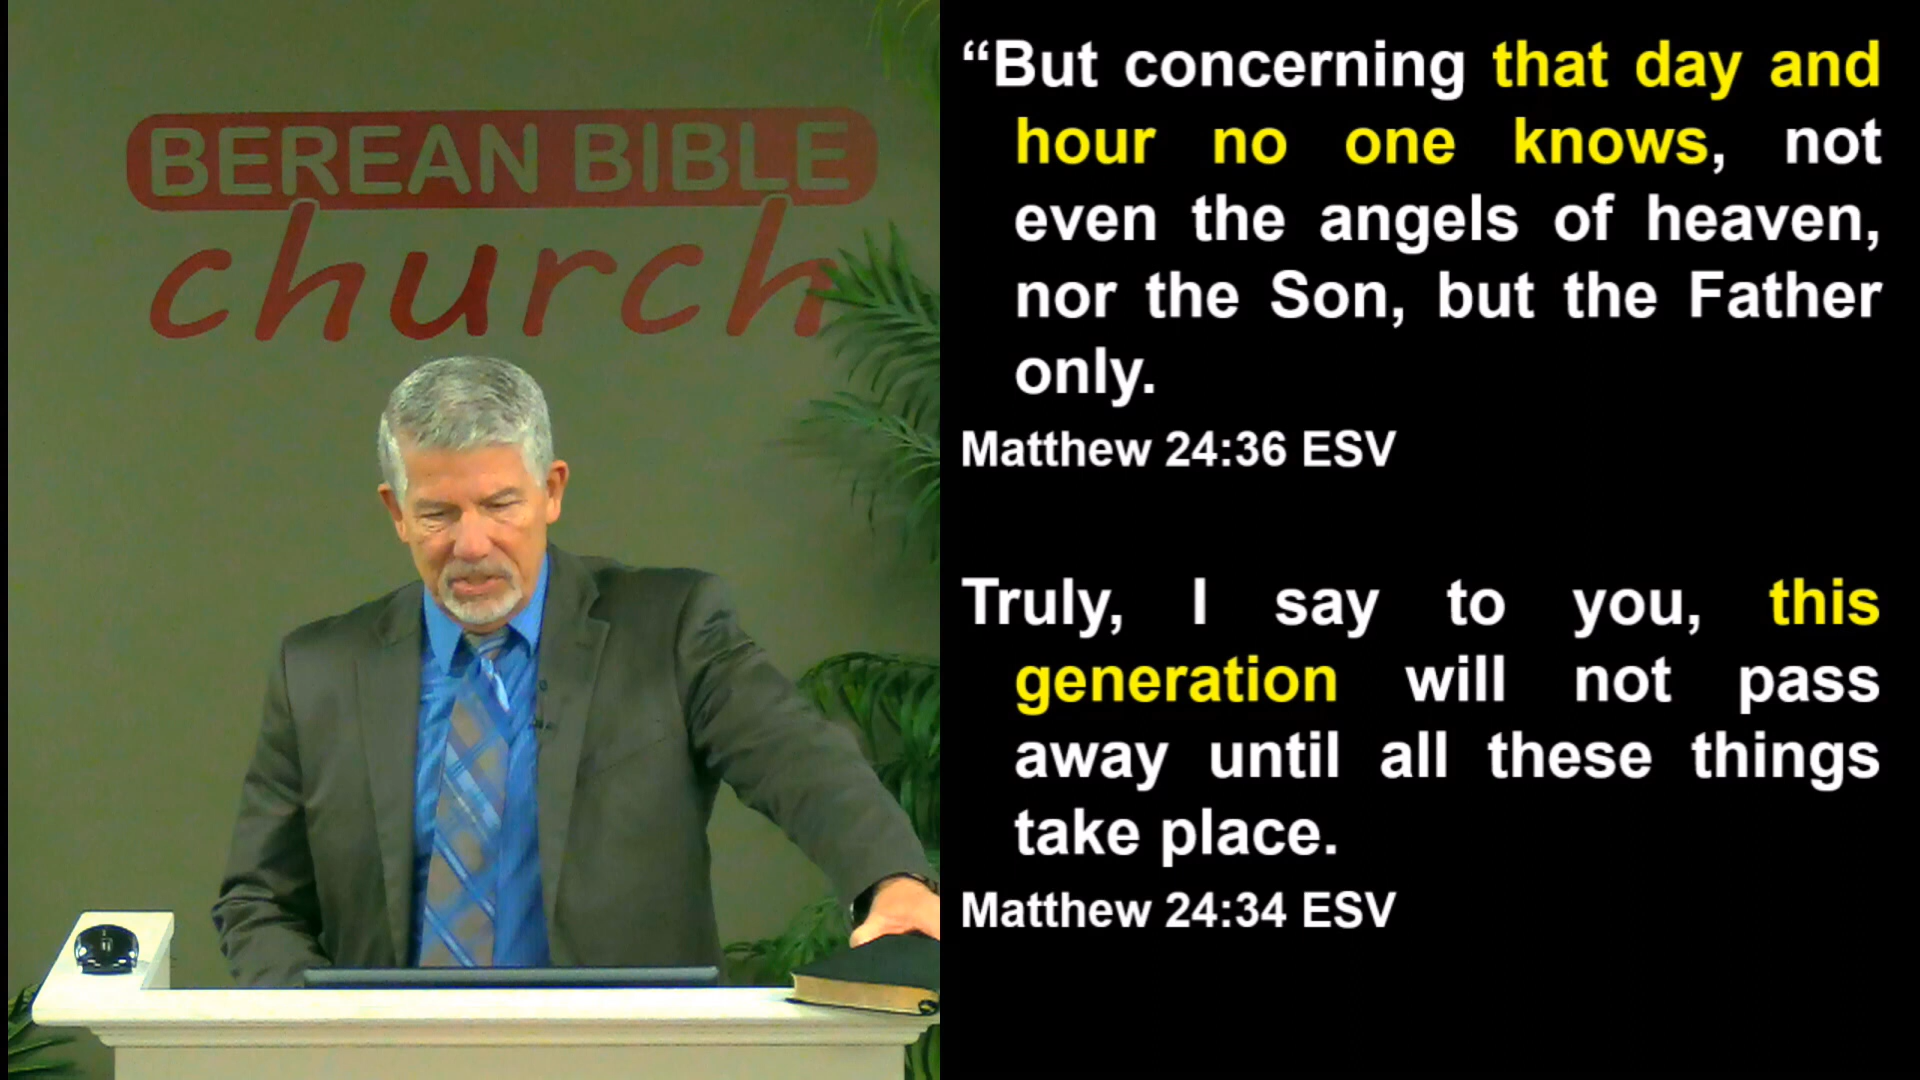 BEREAN BIBLE
church
“But concerning that day and
hour no one knows, not
even the angels of heaven,
nor the Son, but the Father
only.
Matthew 24:36 ESV
Truly, I say to you, this
generation will not pass
away until all these things
take place.
Matthew 24:34 ESV